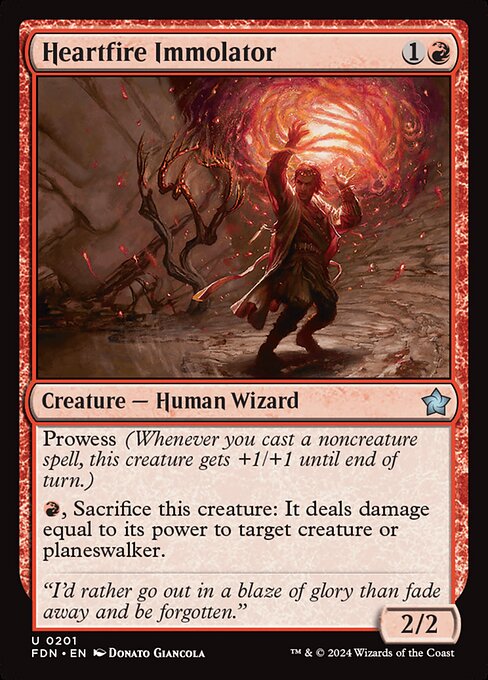 Heartfire Immolator 1
Creature — Human Wizard
Prowess (Whenever you cast a noncreature
spell, this creature gets +1/+1 until end of
turn.)
, Sacrifice this creature: It deals damage
equal to its power to target creature or
planeswalker.
“I’d rather go out in a blaze of glory than fade
away and be forgotten.”
2/2
U 0201
FDN • EN Donato Giancola
™ & © 2024 Wizards of the Coast